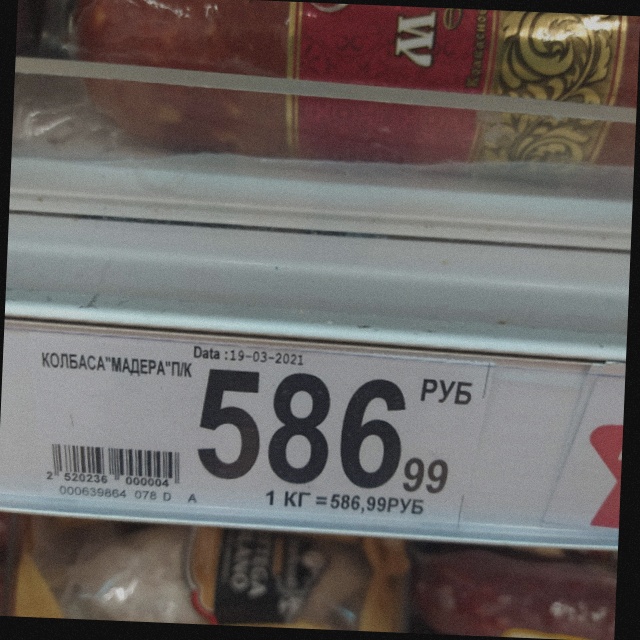 W
Data :19-03-2021
КОЛБАСА"МАДЕРА"П/К
586 99 РУБ
2 520236 000004
000639864 078 D A
1 КГ =586,99РУБ